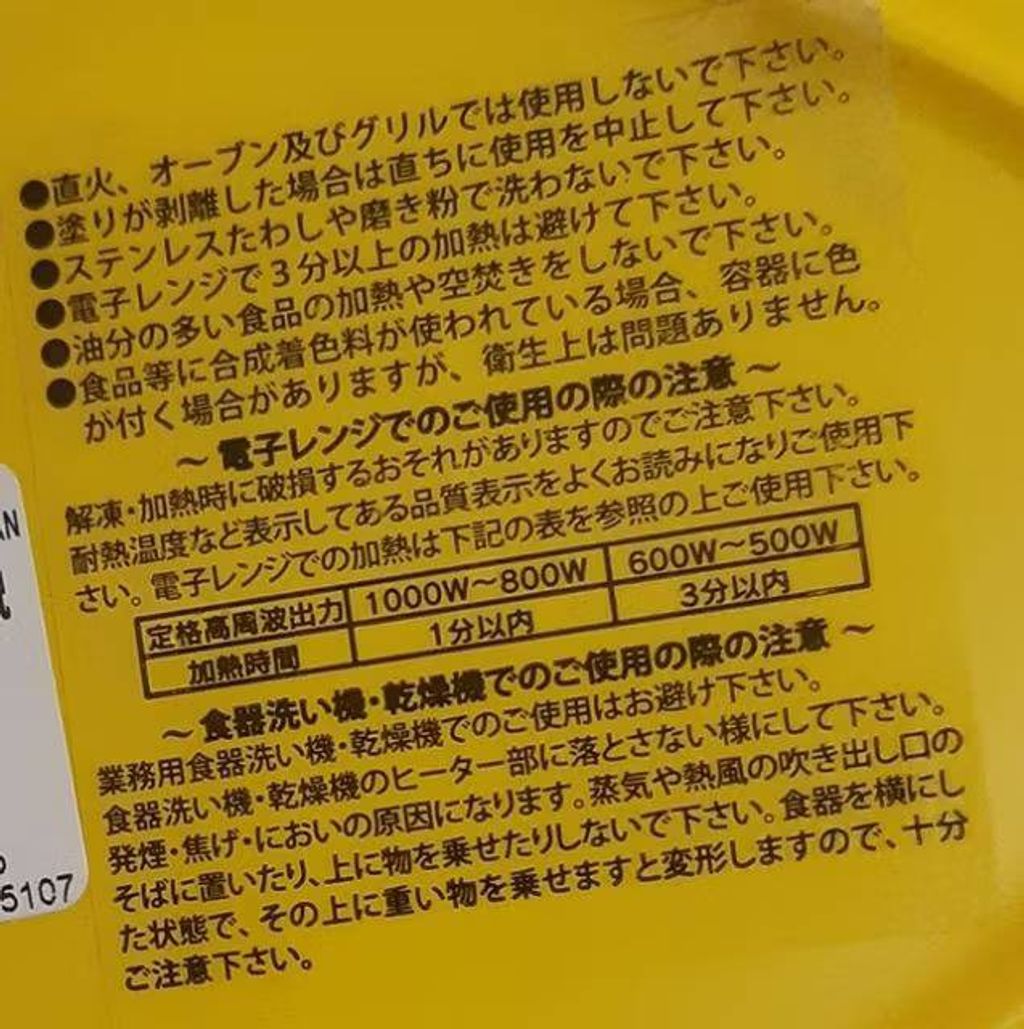 ●直火、オーブン及びグリルでは使用しないで下さい。
●塗りが剥離した場合は直ちに使用を中止して下さい。
●ステンレスたわしや磨き粉で洗わないで下さい。
●電子レンジで3分以上の加熱は避けて下さい。
●油分の多い食品の加熱や空焚きをしないで下さい。
●食品等に合成着色料が使われている場合、容器に色
が付く場合がありますが、衛生上は問題ありません。
～ 電子レンジでのご使用の際の注意 ～
解凍・加熱時に破損するおそれがありますのでご注意下さい。
耐熱温度など表示してある品質表示をよくお読みになりご使用下
さい。電子レンジでの加熱は下記の表を参照の上ご使用下さい。
定格高周波出力 1000W～800W 600W～500W
加熱時間 1分以内 3分以内
～ 食器洗い機・乾燥機でのご使用の際の注意 ～
業務用食器洗い機・乾燥機でのご使用はお避け下さい。
食器洗い機・乾燥機のヒーター部に落とさない様にして下さい。
発煙・焦げ・においの原因になります。蒸気や熱風の吹き出し口の
そばに置いたり、上に物を乗せたりしないで下さい。食器を横にし
た状態で、その上に重い物を乗せますと変形しますので、十分
ご注意下さい。
AN
5107